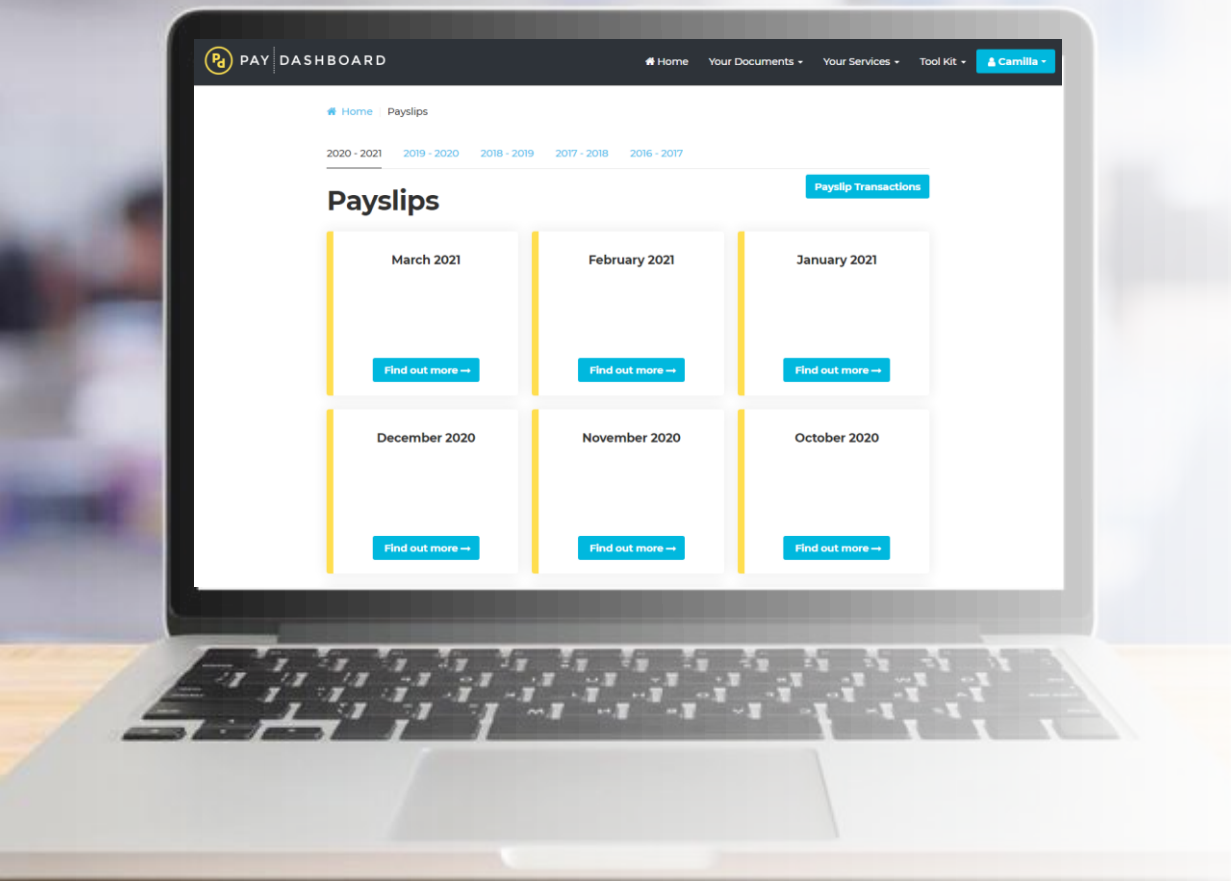 Pd PAY DASHBOARD Home Your Documents Your Services Tool Kit Camilla
Home Payslips
2020 - 2021 2019 - 2020 2018 - 2019 2017 - 2018 2016 - 2017
Payslip Transactions
Payslips
March 2021 February 2021 January 2021
Find out more → Find out more → Find out more →
December 2020 November 2020 October 2020
Find out more → Find out more → Find out more →